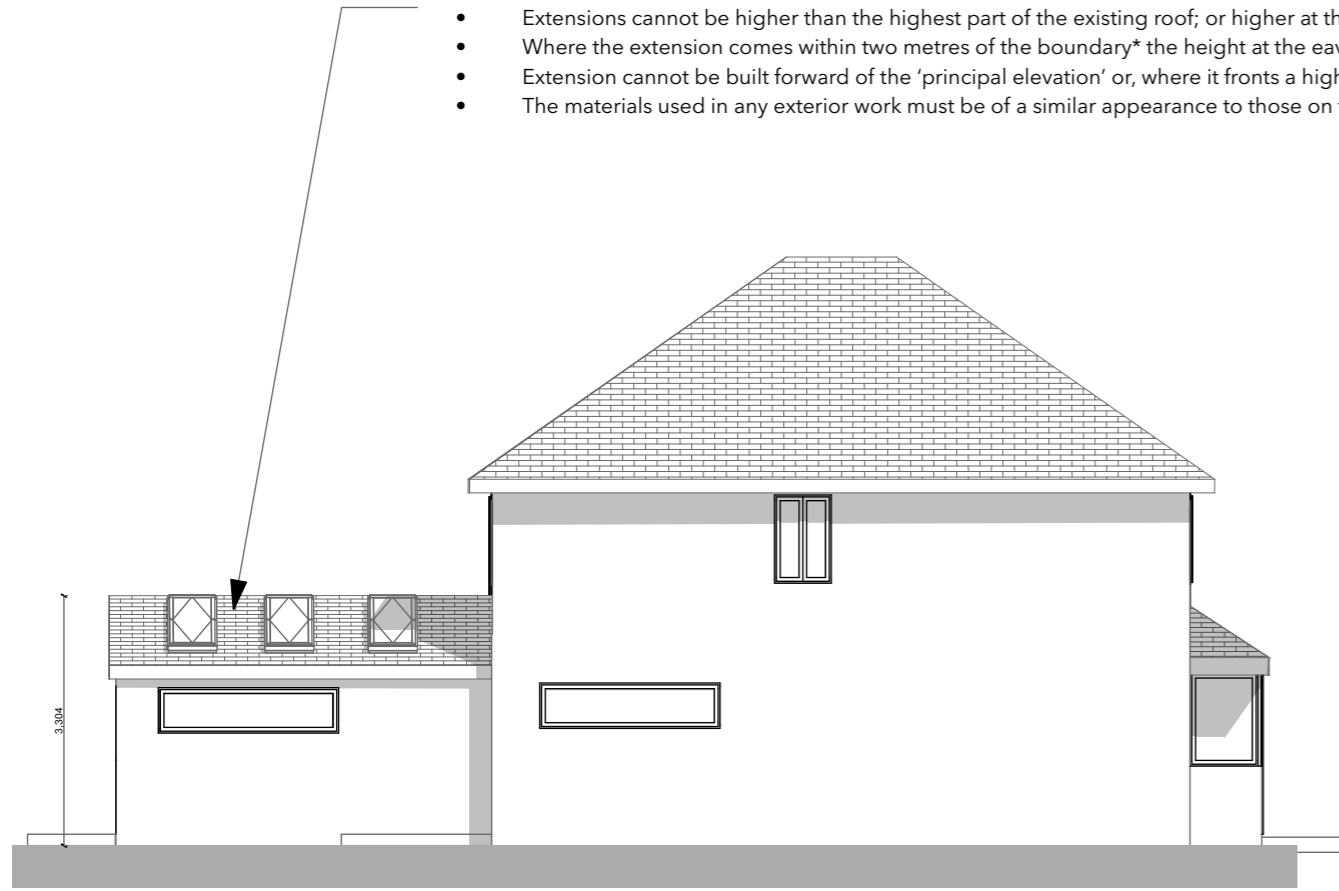 • Extensions cannot be higher than the highest part of the existing roof; or higher at th
• Where the extension comes within two metres of the boundary* the height at the eav
• Extension cannot be built forward of the ‘principal elevation’ or, where it fronts a high
• The materials used in any exterior work must be of a similar appearance to those on
3,304